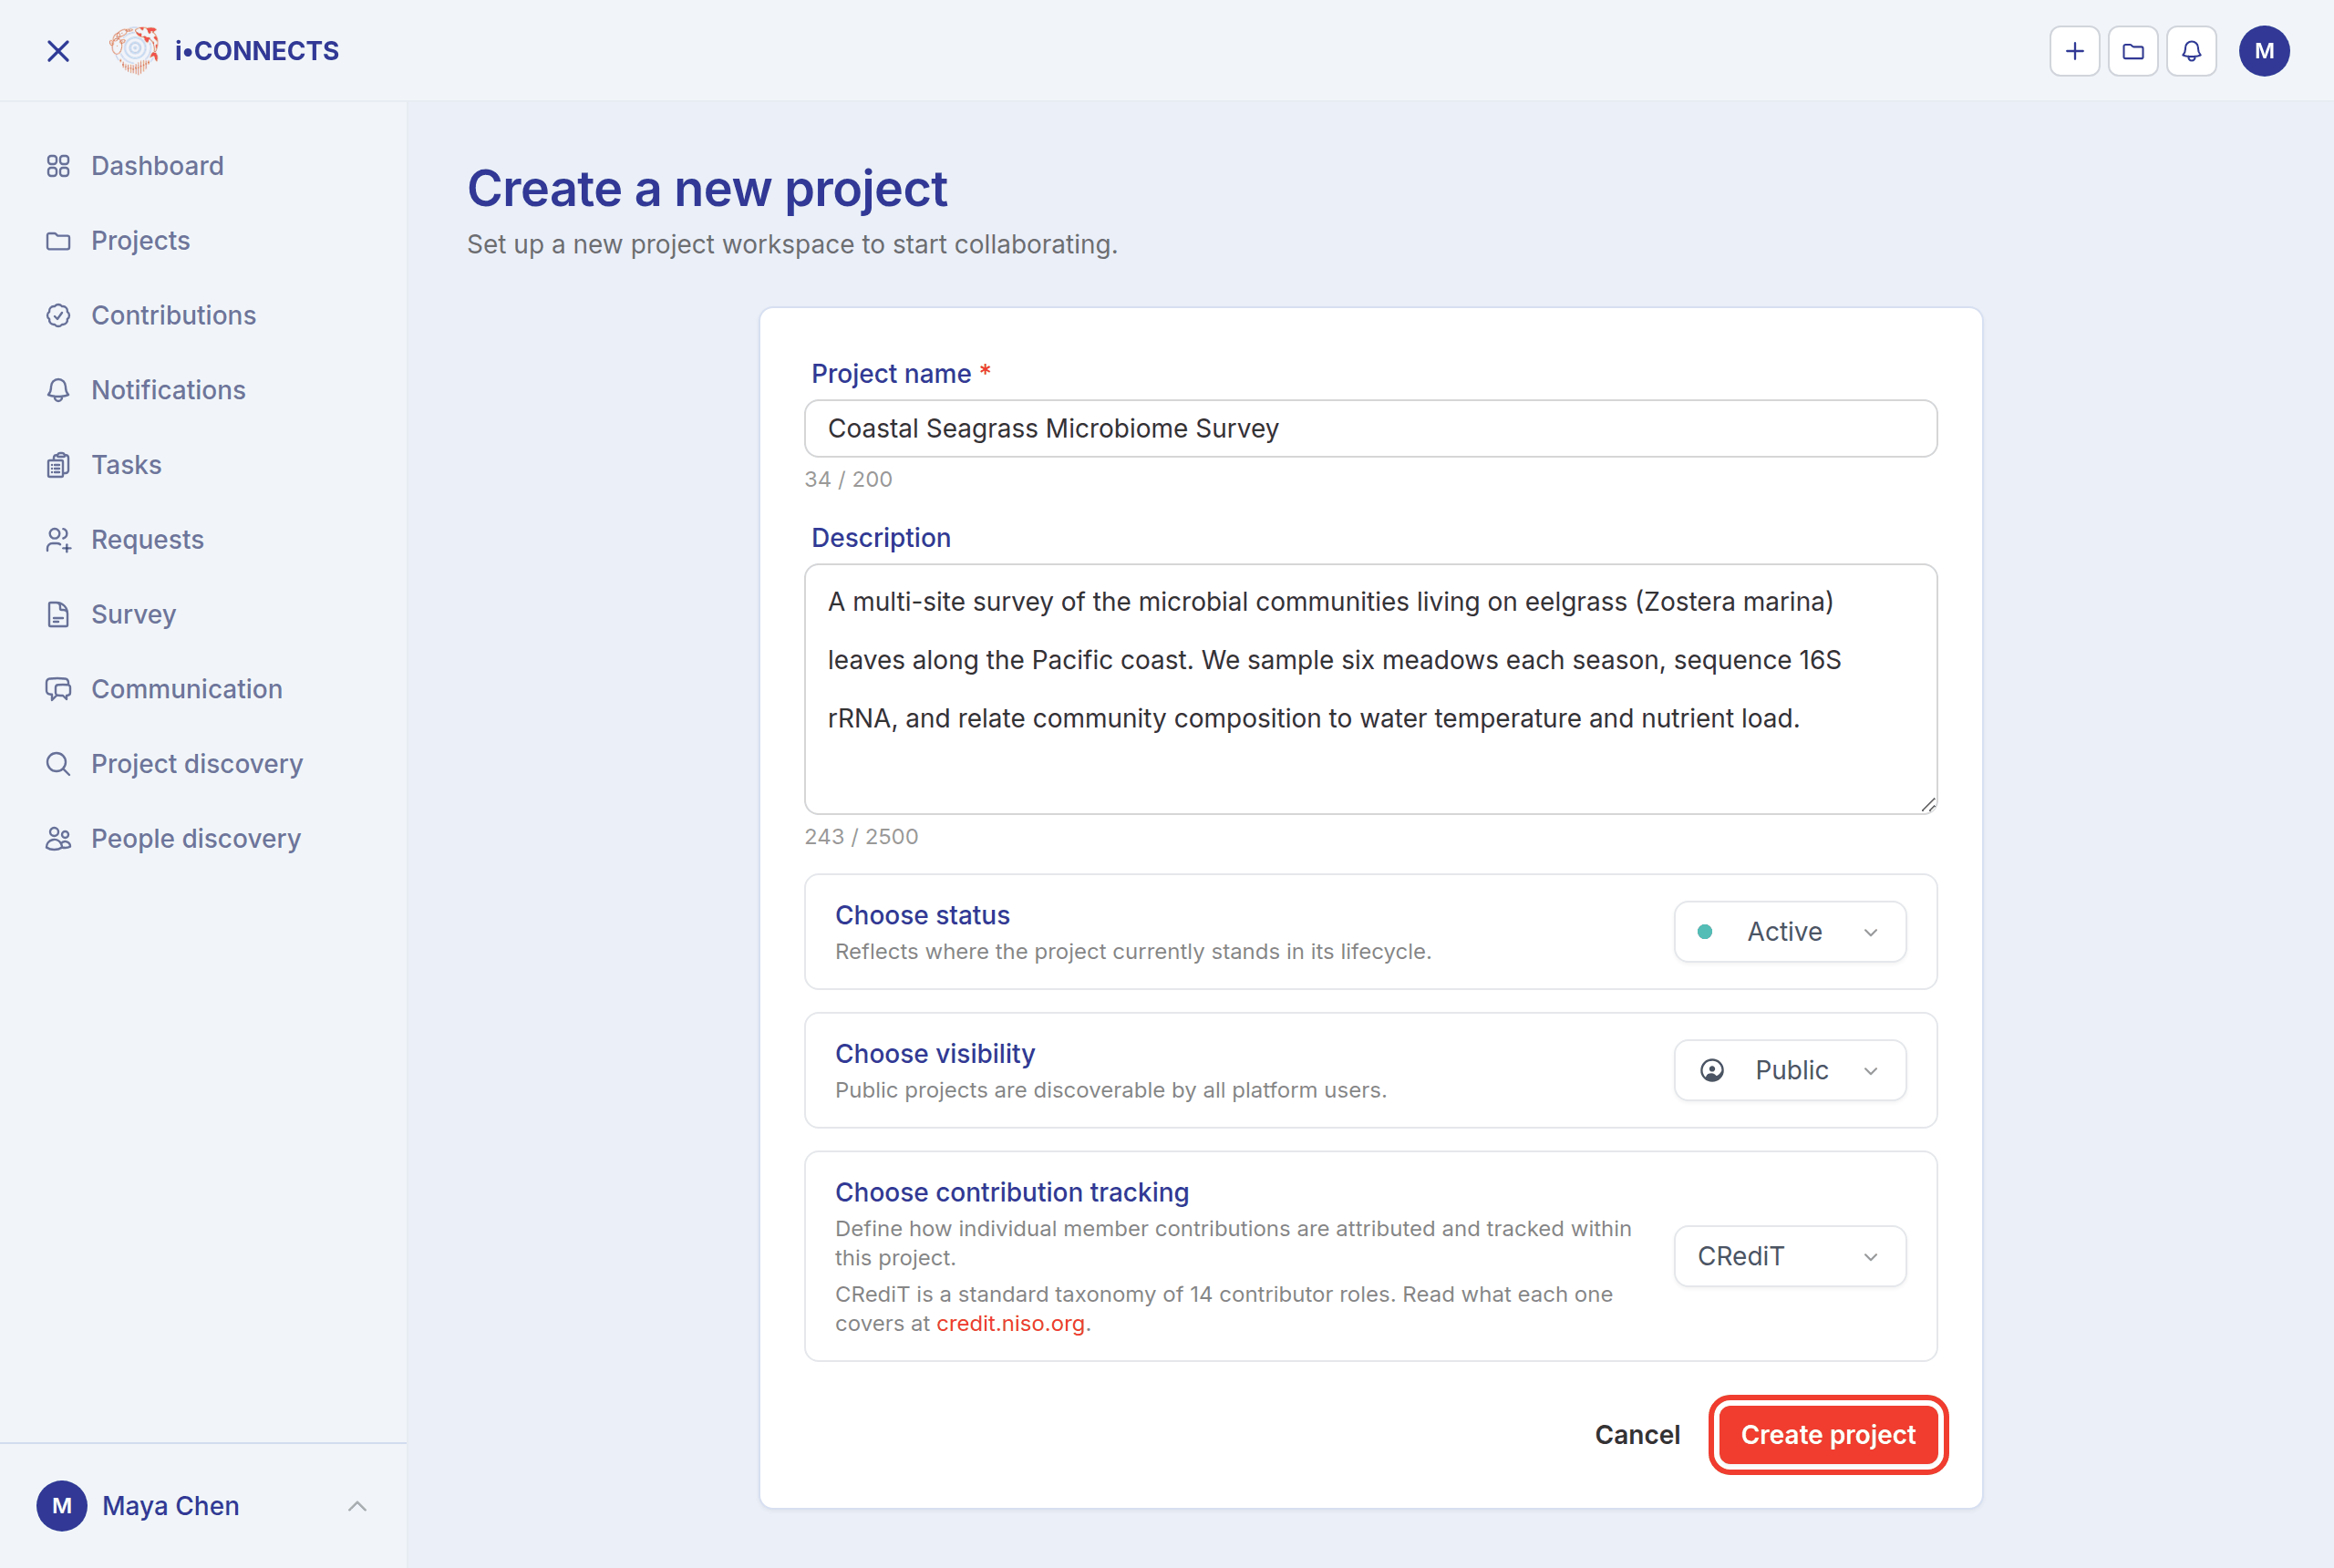 i•CONNECTS
M
Dashboard
Projects
Contributions
Notifications
Tasks
Requests
Survey
Communication
Project discovery
People discovery
M
Maya Chen
Create a new project
Set up a new project workspace to start collaborating.
Project name *
Coastal Seagrass Microbiome Survey
34 / 200
Description
A multi-site survey of the microbial communities living on eelgrass (Zostera marina)
leaves along the Pacific coast. We sample six meadows each season, sequence 16S
rRNA, and relate community composition to water temperature and nutrient load.
243 / 2500
Choose status
Reflects where the project currently stands in its lifecycle.
Active
Choose visibility
Public projects are discoverable by all platform users.
Public
Choose contribution tracking
Define how individual member contributions are attributed and tracked within
this project.
CRediT is a standard taxonomy of 14 contributor roles. Read what each one
covers at credit.niso.org.
CRediT
Cancel
Create project